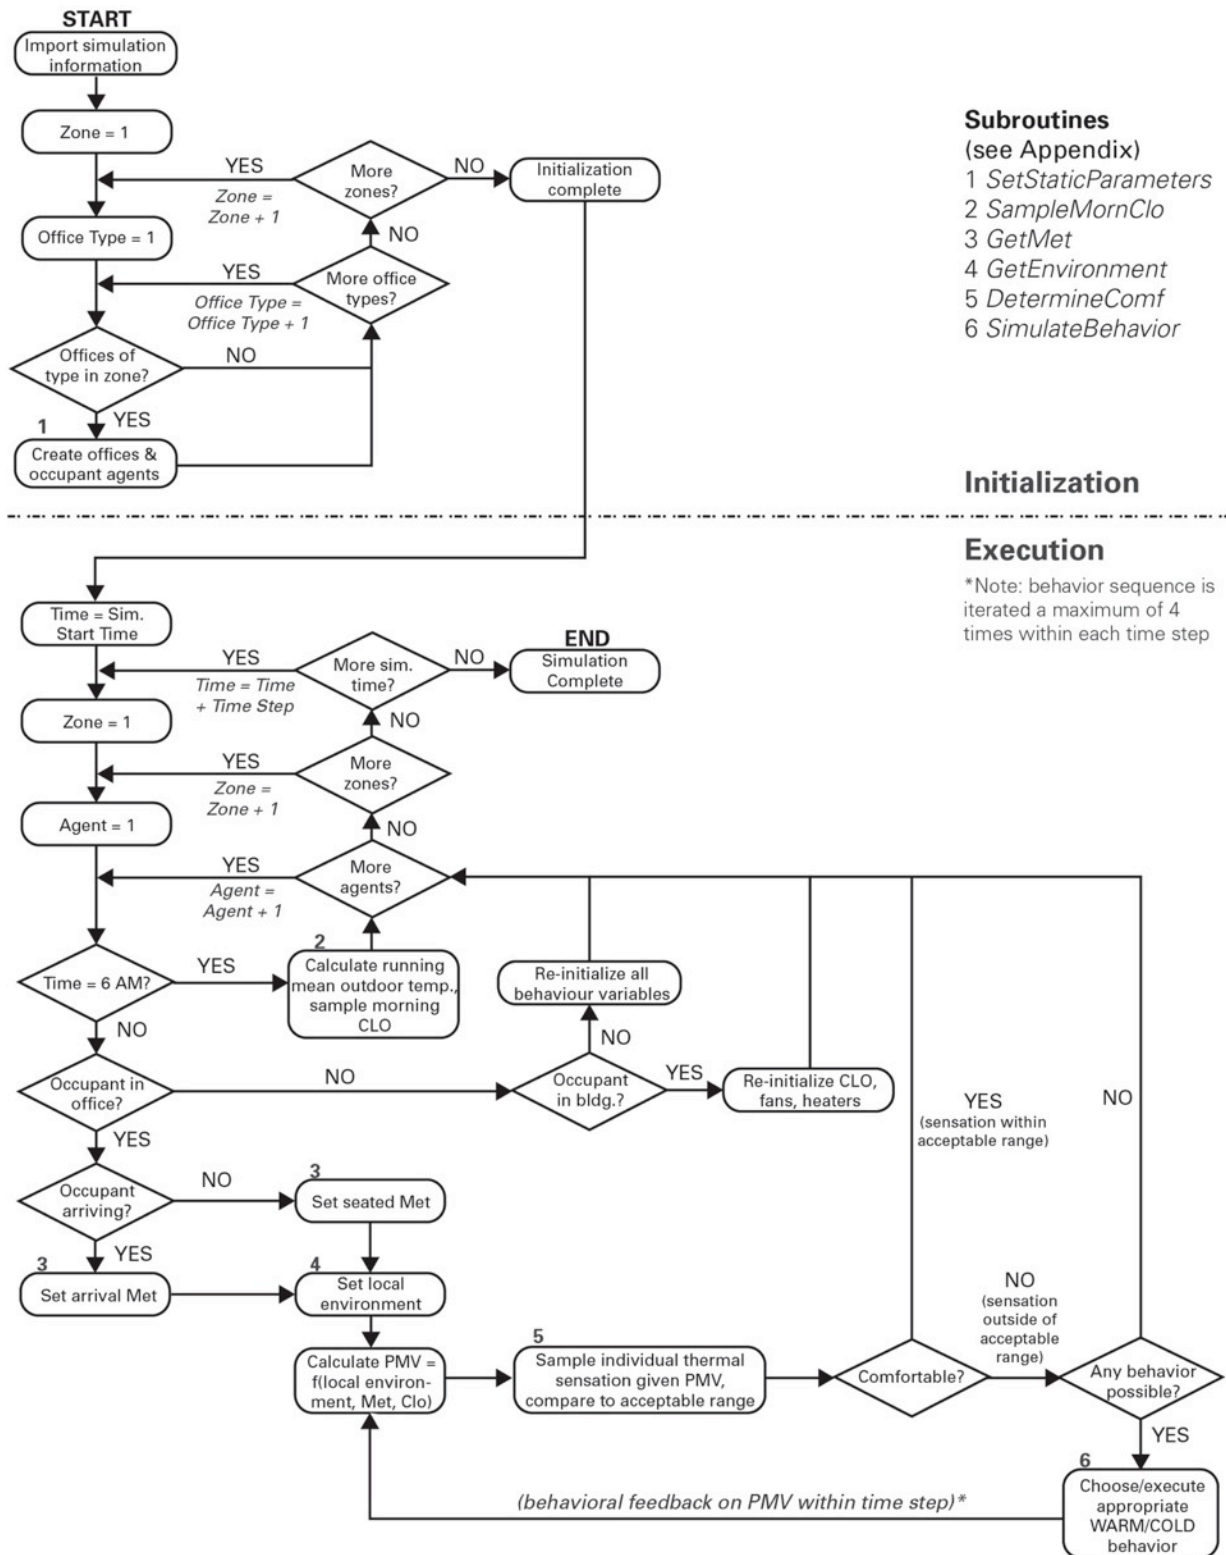 START
Import simulation
information
Zone = 1
YES
Zone =
Zone + 1
More
zones?
NO
Initialization
complete
Office Type = 1
NO
YES
Office Type =
Office Type + 1
More office
types?
Offices of
type in zone?
NO
YES
1
Create offices &
occupant agents
Subroutines
(see Appendix)
1 SetStaticParameters
2 SampleMornClo
3 GetMet
4 GetEnvironment
5 DetermineComf
6 SimulateBehavior
Initialization
Execution
*Note: behavior sequence is
iterated a maximum of 4
times within each time step
Time = Sim.
Start Time
YES
Time = Time
+ Time Step
More sim.
time?
NO
END
Simulation
Complete
Zone = 1
NO
YES
Zone =
Zone + 1
More
zones?
Agent = 1
NO
YES
Agent =
Agent + 1
More
agents?
Time = 6 AM?
YES
2
Calculate running
mean outdoor temp.,
sample morning
CLO
Re-initialize all
behaviour variables
NO
NO
Occupant in
office?
NO
Occupant
in bldg.?
YES
Re-initialize CLO,
fans, heaters
YES
(sensation within
acceptable range)
NO
YES
Occupant
arriving?
NO
3
Set seated Met
YES
3
Set arrival Met
4
Set local
environment
NO
(sensation
outside of
acceptable
range)
Calculate PMV =
f(local environ-
ment, Met, Clo)
5
Sample individual thermal
sensation given PMV,
compare to acceptable range
Comfortable?
Any behavior
possible?
YES
6
Choose/execute
appropriate
WARM/COLD
behavior
(behavioral feedback on PMV within time step)*